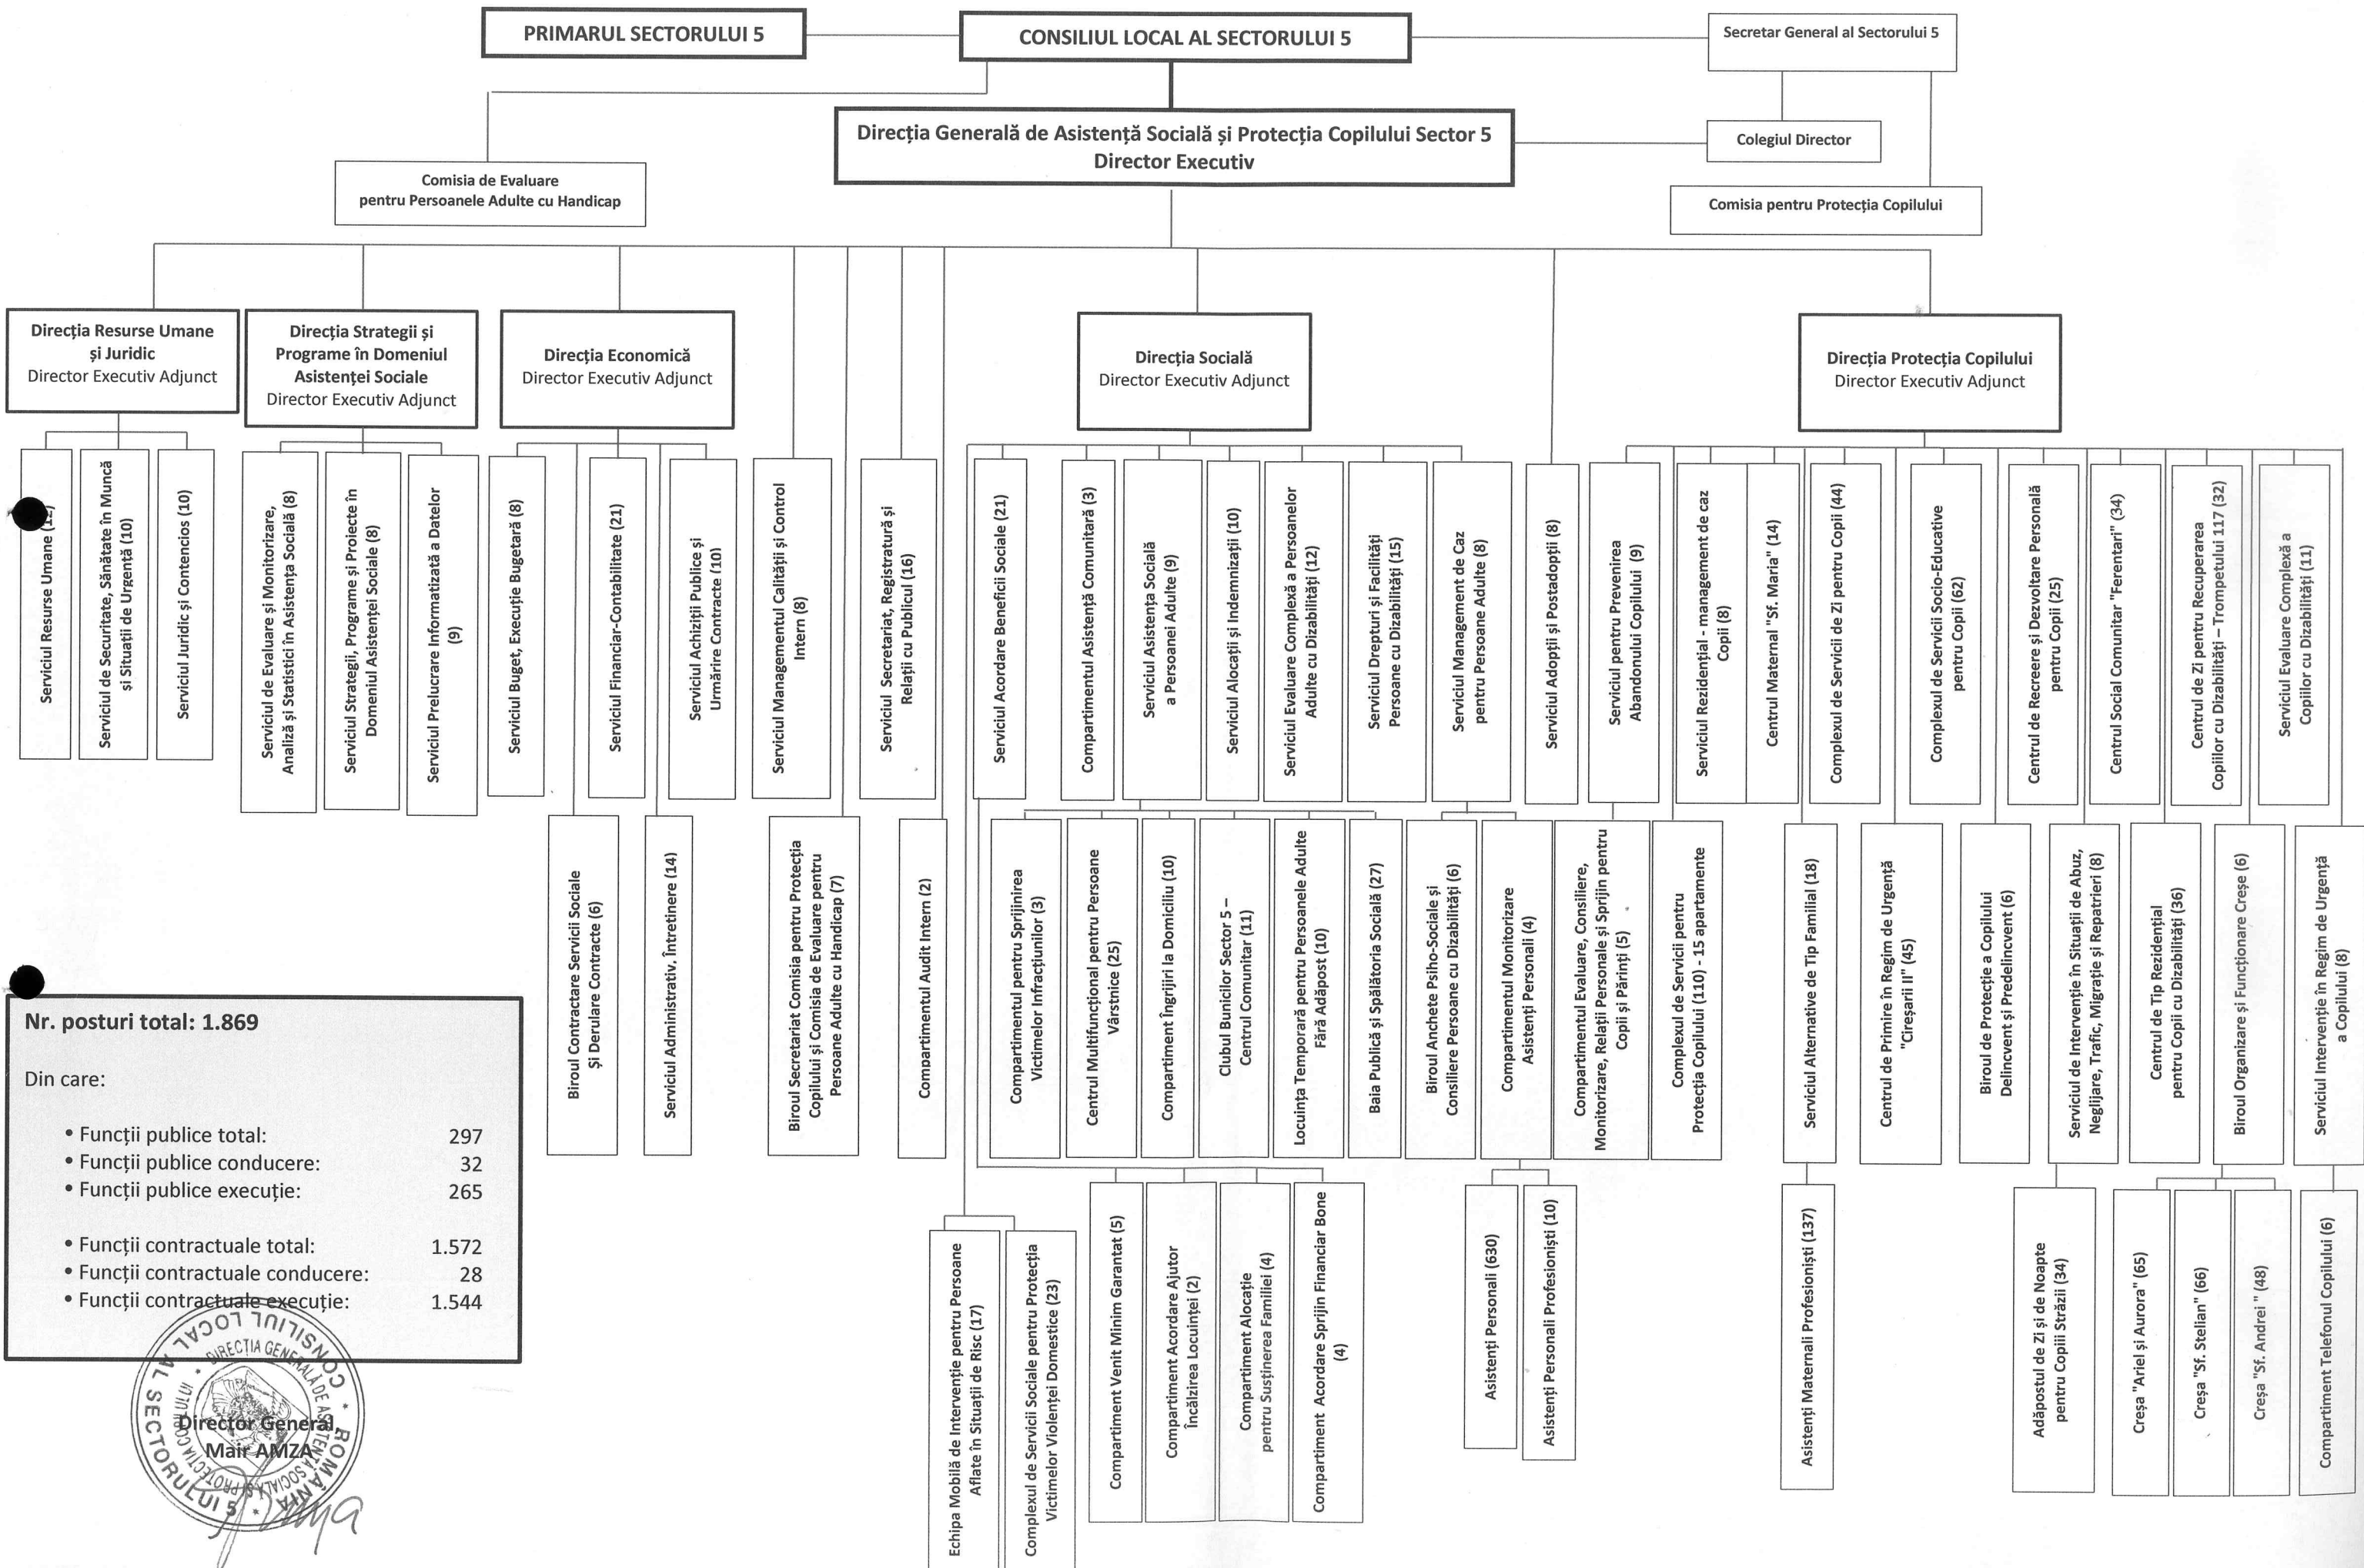 PRIMARUL SECTORULUI 5
CONSILIUL LOCAL AL SECTORULUI 5
Secretar General al Sectorului 5
Direcția Generală de Asistență Socială și Protecția Copilului Sector 5
Director Executiv
Colegiul Director
Comisia de Evaluare
pentru Persoanele Adulte cu Handicap
Comisia pentru Protecția Copilului
Direcția Resurse Umane
și Juridic
Director Executiv Adjunct
Direcția Strategii și
Programe în Domeniul
Asistenței Sociale
Director Executiv Adjunct
Direcția Economică
Director Executiv Adjunct
Direcția Socială
Director Executiv Adjunct
Direcția Protecția Copilului
Director Executiv Adjunct
Serviciul Resurse Umane (12)
Serviciul de Securitate, Sănătate în Muncă
și Situații de Urgență (10)
Serviciul Juridic și Contencios (10)
Serviciul de Evaluare și Monitorizare,
Analiză și Statistici în Asistența Socială (8)
Serviciul Strategii, Programe și Proiecte în
Domeniul Asistenței Sociale (8)
Serviciul Prelucrare Informatizată a Datelor
(9)
Serviciul Buget, Execuție Bugetară (8)
Serviciul Financiar-Contabilitate (21)
Serviciul Achiziții Publice și
Urmărire Contracte (10)
Serviciul Managementul Calității și Control
Intern (8)
Serviciul Secretariat, Registratură și
Relații cu Publicul (16)
Serviciul Acordare Beneficii Sociale (21)
Compartimentul Asistență Comunitară (3)
Serviciul Asistența Socială
a Persoanei Adulte (9)
Serviciul Alocații și Indemnizații (10)
Serviciul Evaluare Complexă a Persoanelor
Adulte cu Dizabilități (12)
Serviciul Drepturi și Facilități
Persoane cu Dizabilități (15)
Serviciul Management de Caz
pentru Persoane Adulte (8)
Serviciul Adopții și Postadopții (8)
Serviciul pentru Prevenirea
Abandonului Copilului (9)
Serviciul Rezidențial - management de caz
Copii (8)
Centrul Maternal "Sf. Maria" (14)
Complexul de Servicii de Zi pentru Copii (44)
Complexul de Servicii Socio-Educative
pentru Copii (62)
Centrul de Recreere și Dezvoltare Personală
pentru Copii (25)
Centrul Social Comunitar "Ferentari" (34)
Centrul de Zi pentru Recuperarea
Copiilor cu Dizabilități – Trompetului 117 (32)
Serviciul Evaluare Complexă a
Copiilor cu Dizabilități (11)
Biroul Contractare Servicii Sociale
Și Derulare Contracte (6)
Serviciul Administrativ, Întreținere (14)
Biroul Secretariat Comisia pentru Protecția
Copilului și Comisia de Evaluare pentru
Persoane Adulte cu Handicap (7)
Compartimentul Audit Intern (2)
Compartimentul pentru Sprijinirea
Victimelor Infracțiunilor (3)
Centrul Multifuncțional pentru Persoane
Vârstnice (25)
Compartiment Îngrijiri la Domiciliu (10)
Clubul Bunicilor Sector 5 –
Centrul Comunitar (11)
Locuința Temporară pentru Persoanele Adulte
Fără Adăpost (10)
Baia Publică și Spălătoria Socială (27)
Biroul Anchete Psiho-Sociale și
Consiliere Persoane cu Dizabilități (6)
Compartimentul Monitorizare
Asistenți Personali (4)
Compartimentul Evaluare, Consiliere,
Monitorizare, Relații Personale și Sprijin pentru
Copii și Părinți (5)
Complexul de Servicii pentru
Protecția Copilului (110) - 15 apartamente
Serviciul Alternative de Tip Familial (18)
Centrul de Primire în Regim de Urgență
"Cireșarii II" (45)
Biroul de Protecție a Copilului
Delincvent și Predelincvent (6)
Serviciul de Intervenție în Situații de Abuz,
Neglijare, Trafic, Migrație și Repatrieri (8)
Centrul de Tip Rezidențial
pentru Copii cu Dizabilități (36)
Biroul Organizare și Funcționare Creșe (6)
Serviciul Intervenție în Regim de Urgență
a Copilului (8)
Echipa Mobilă de Intervenție pentru Persoane
Aflate în Situații de Risc (17)
Complexul de Servicii Sociale pentru Protecția
Victimelor Violenței Domestice (23)
Compartiment Venit Minim Garantat (5)
Compartiment Acordare Ajutor
Încălzirea Locuinței (2)
Compartiment Alocație
pentru Susținerea Familiei (4)
Compartiment Acordare Sprijin Financiar Bone
(4)
Asistenți Personali (630)
Asistenți Personali Profesioniști (10)
Asistenți Maternali Profesioniști (137)
Adăpostul de Zi și de Noapte
pentru Copiii Străzii (34)
Creșa "Ariel și Aurora" (65)
Creșa "Sf. Stelian" (66)
Creșa "Sf. Andrei " (48)
Compartiment Telefonul Copilului (6)
Nr. posturi total: 1.869
Din care:
• Funcții publice total: 297
• Funcții publice conducere: 32
• Funcții publice execuție: 265
• Funcții contractuale total: 1.572
• Funcții contractuale conducere: 28
• Funcții contractuale execuție: 1.544
* ROMÂNIA * CONSILIUL LOCAL AL SECTORULUI 5
DIRECȚIA GENERALĂ DE ASISTENȚĂ SOCIALĂ ȘI PROTECȚIA COPILULUI
Director General,
Mair AMZA